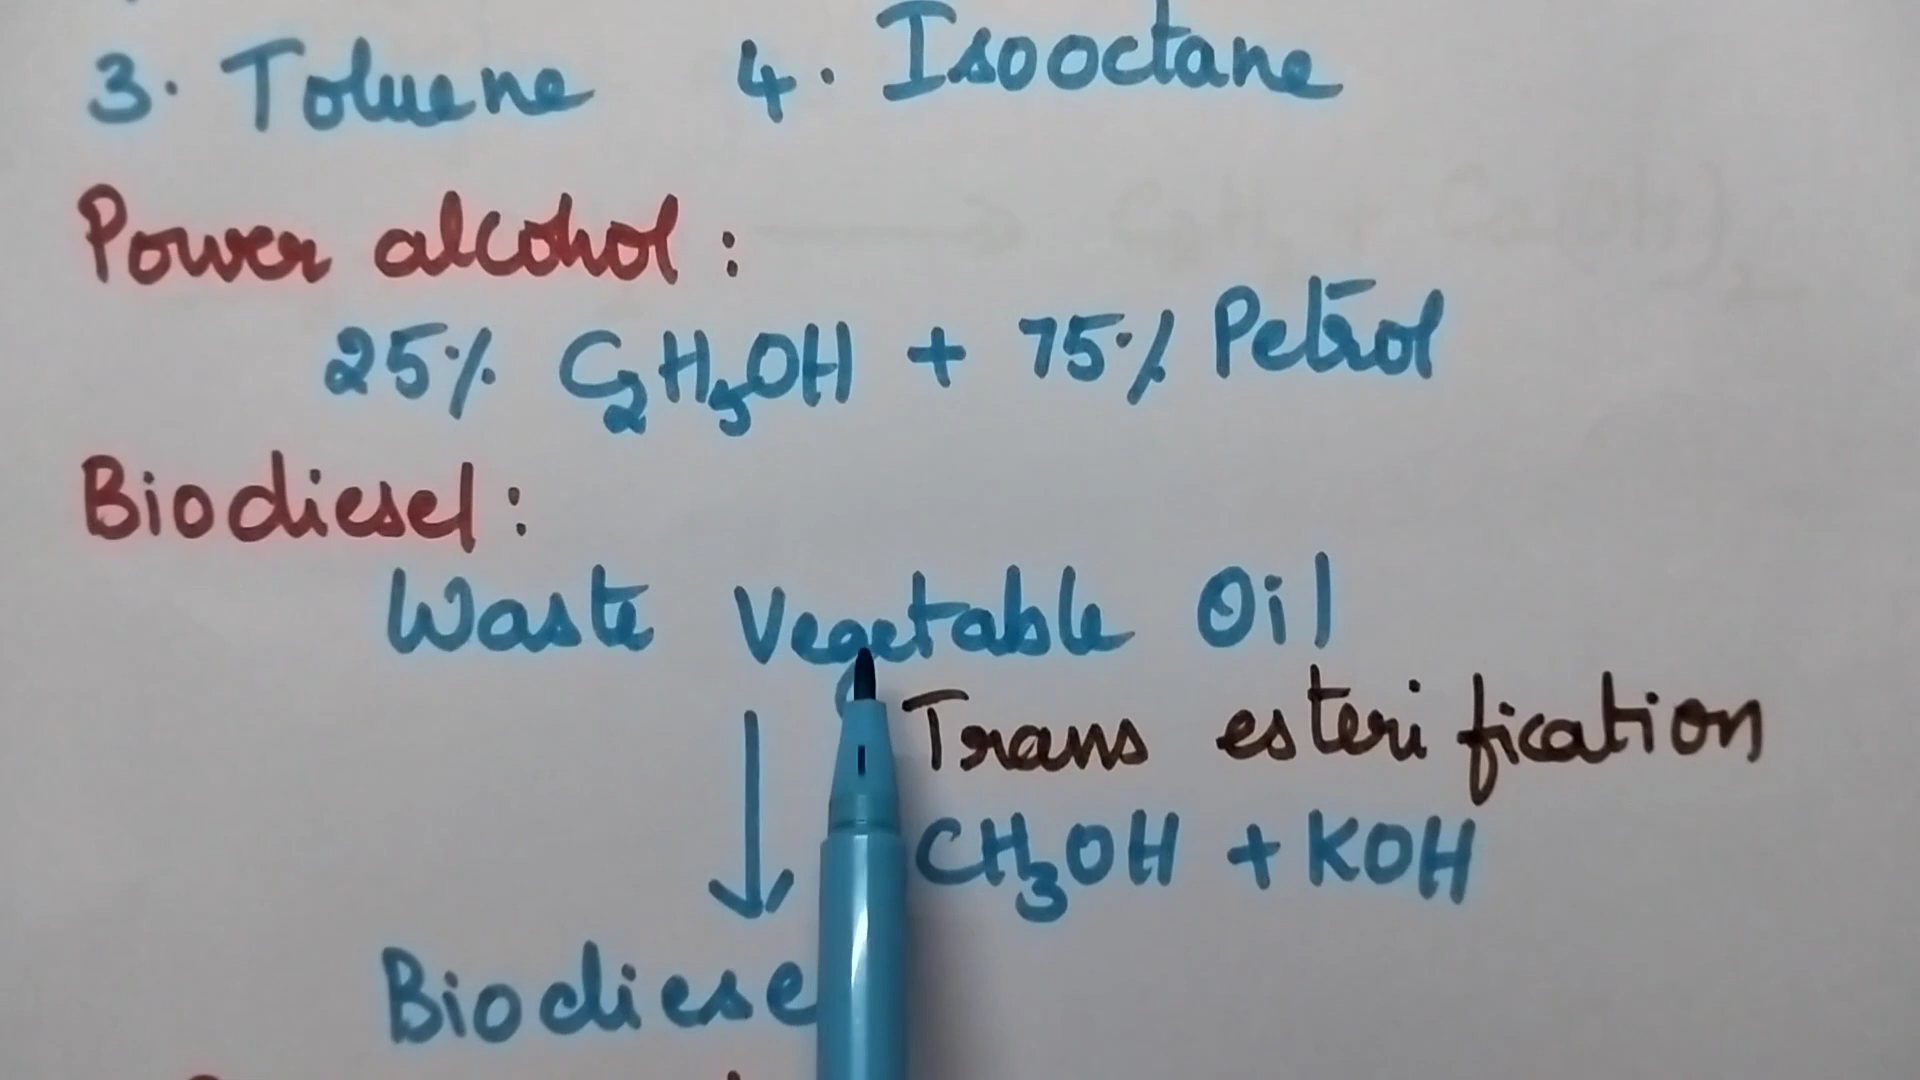 3. Toluene 4. Isooctane
Power alcohol:
25% C₂H₅OH + 75% Petrol
Biodiesel:
Waste Vegetable Oil
Trans esterification
CH₃OH + KOH
Biodiese